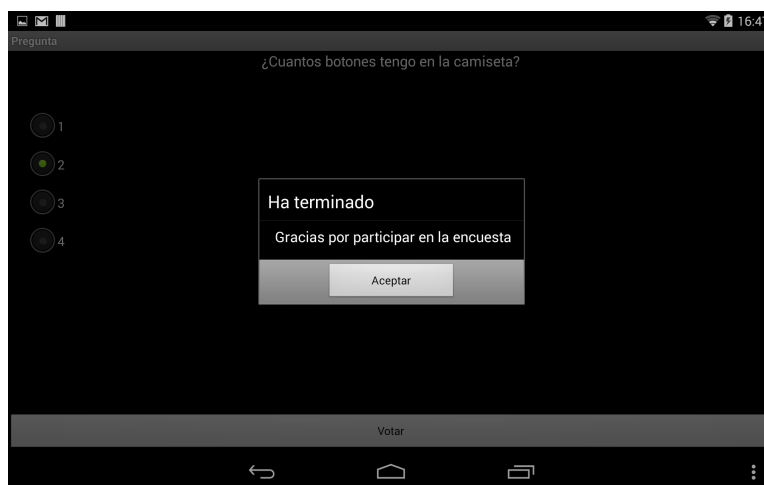 16:47
Pregunta
¿Cuantos botones tengo en la camiseta?
1
2
3
4
Ha terminado
Gracias por participar en la encuesta
Aceptar
Votar